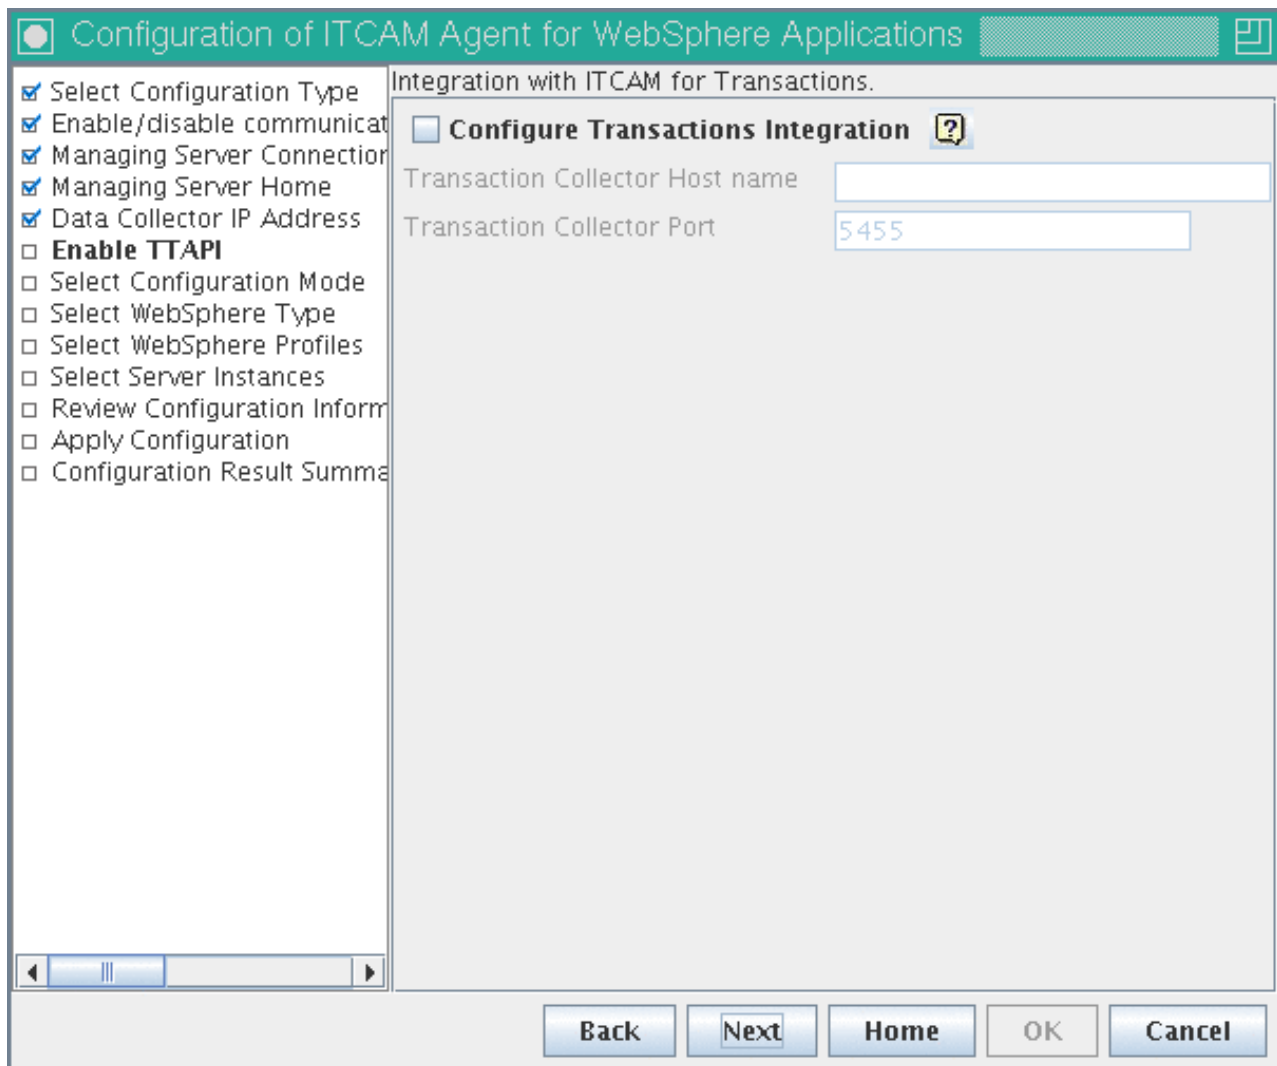 Configuration of ITCAM Agent for WebSphere Applications
Select Configuration Type
Enable/disable communicat
Managing Server Connection
Managing Server Home
Data Collector IP Address
Enable TTAPI
Select Configuration Mode
Select WebSphere Type
Select WebSphere Profiles
Select Server Instances
Review Configuration Inform
Apply Configuration
Configuration Result Summa
Integration with ITCAM for Transactions.
Configure Transactions Integration ?
Transaction Collector Host name
Transaction Collector Port 5455
Back Next Home OK Cancel